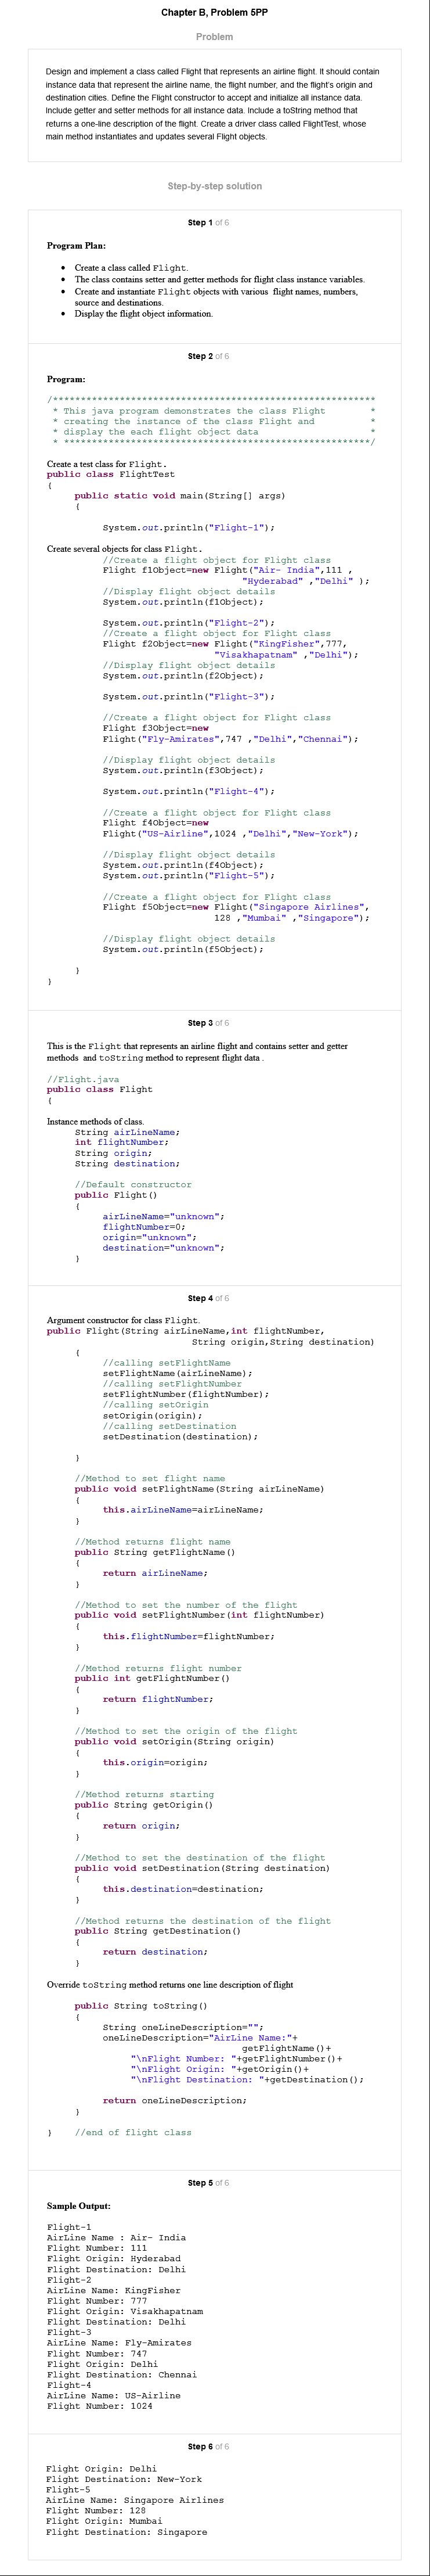 Chapter B, Problem 5PP
Problem
Design and implement a class called Flight that represents an airline flight. It should contain
instance data that represent the airline name, the flight number, and the flight's origin and
destination cities. Define the Flight constructor to accept and initialize all instance data.
Include getter and setter methods for all instance data. Include a toString method that
returns a one-line description of the flight. Create a driver class called FlightTest, whose
main method instantiates and updates several Flight objects.
Step-by-step solution
Step 1 of 6
Program Plan:
• Create a class called Flight.
• The class contains setter and getter methods for flight class instance variables.
• Create and instantiate Flight objects with various flight names, numbers,
source and destinations.
• Display the flight object information.
Step 2 of 6
Program:
/**********************************************************
* This java program demonstrates the class Flight *
* creating the instance of the class Flight and *
* display the each flight object data *
* *********************************************************/
Create a test class for Flight.
public class FlightTest
{
public static void main(String[] args)
{
System.out.println("Flight-1");
Create several objects for class Flight.
//Create a flight object for Flight class
Flight f1Object=new Flight("Air- India",111 ,
"Hyderabad" ,"Delhi" );
//Display flight object details
System.out.println(f1Object);
System.out.println("Flight-2");
//Create a flight object for Flight class
Flight f2Object=new Flight("KingFisher",777,
"Visakhapatnam" ,"Delhi");
//Display flight object details
System.out.println(f2Object);
System.out.println("Flight-3");
//Create a flight object for Flight class
Flight f3Object=new
Flight("Fly-Amirates",747 ,"Delhi","Chennai");
//Display flight object details
System.out.println(f3Object);
System.out.println("Flight-4");
//Create a flight object for Flight class
Flight f4Object=new
Flight("US-Airline",1024 ,"Delhi","New-York");
//Display flight object details
System.out.println(f4Object);
System.out.println("Flight-5");
//Create a flight object for Flight class
Flight f5Object=new Flight("Singapore Airlines",
128 ,"Mumbai" ,"Singapore");
//Display flight object details
System.out.println(f5Object);
}
}
Step 3 of 6
This is the Flight that represents an airline flight and contains setter and getter
methods and toString method to represent flight data .
//Flight.java
public class Flight
{
Instance methods of class.
String airLineName;
int flightNumber;
String origin;
String destination;
//Default constructor
public Flight()
{
airLineName="unknown";
flightNumber=0;
origin="unknown";
destination="unknown";
}
Step 4 of 6
Argument constructor for class Flight.
public Flight(String airLineName,int flightNumber,
String origin,String destination)
{
//calling setFlightName
setFlightName(airLineName);
//calling setFlightNumber
setFlightNumber(flightNumber);
//calling setOrigin
setOrigin(origin);
//calling setDestination
setDestination(destination);
}
//Method to set flight name
public void setFlightName(String airLineName)
{
this.airLineName=airLineName;
}
//Method returns flight name
public String getFlightName()
{
return airLineName;
}
//Method to set the number of the flight
public void setFlightNumber(int flightNumber)
{
this.flightNumber=flightNumber;
}
//Method returns flight number
public int getFlightNumber()
{
return flightNumber;
}
//Method to set the origin of the flight
public void setOrigin(String origin)
{
this.origin=origin;
}
//Method returns starting
public String getOrigin()
{
return origin;
}
//Method to set the destination of the flight
public void setDestination(String destination)
{
this.destination=destination;
}
//Method returns the destination of the flight
public String getDestination()
{
return destination;
}
Override toString method returns one line description of flight
public String toString()
{
String oneLineDescription="";
oneLineDescription="AirLine Name:"+
getFlightName()+
"\nFlight Number: "+getFlightNumber()+
"\nFlight Origin: "+getOrigin()+
"\nFlight Destination: "+getDestination();
return oneLineDescription;
}
} //end of flight class
Step 5 of 6
Sample Output:
Flight-1
AirLine Name : Air- India
Flight Number: 111
Flight Origin: Hyderabad
Flight Destination: Delhi
Flight-2
AirLine Name: KingFisher
Flight Number: 777
Flight Origin: Visakhapatnam
Flight Destination: Delhi
Flight-3
AirLine Name: Fly-Amirates
Flight Number: 747
Flight Origin: Delhi
Flight Destination: Chennai
Flight-4
AirLine Name: US-Airline
Flight Number: 1024
Step 6 of 6
Flight Origin: Delhi
Flight Destination: New-York
Flight-5
AirLine Name: Singapore Airlines
Flight Number: 128
Flight Origin: Mumbai
Flight Destination: Singapore